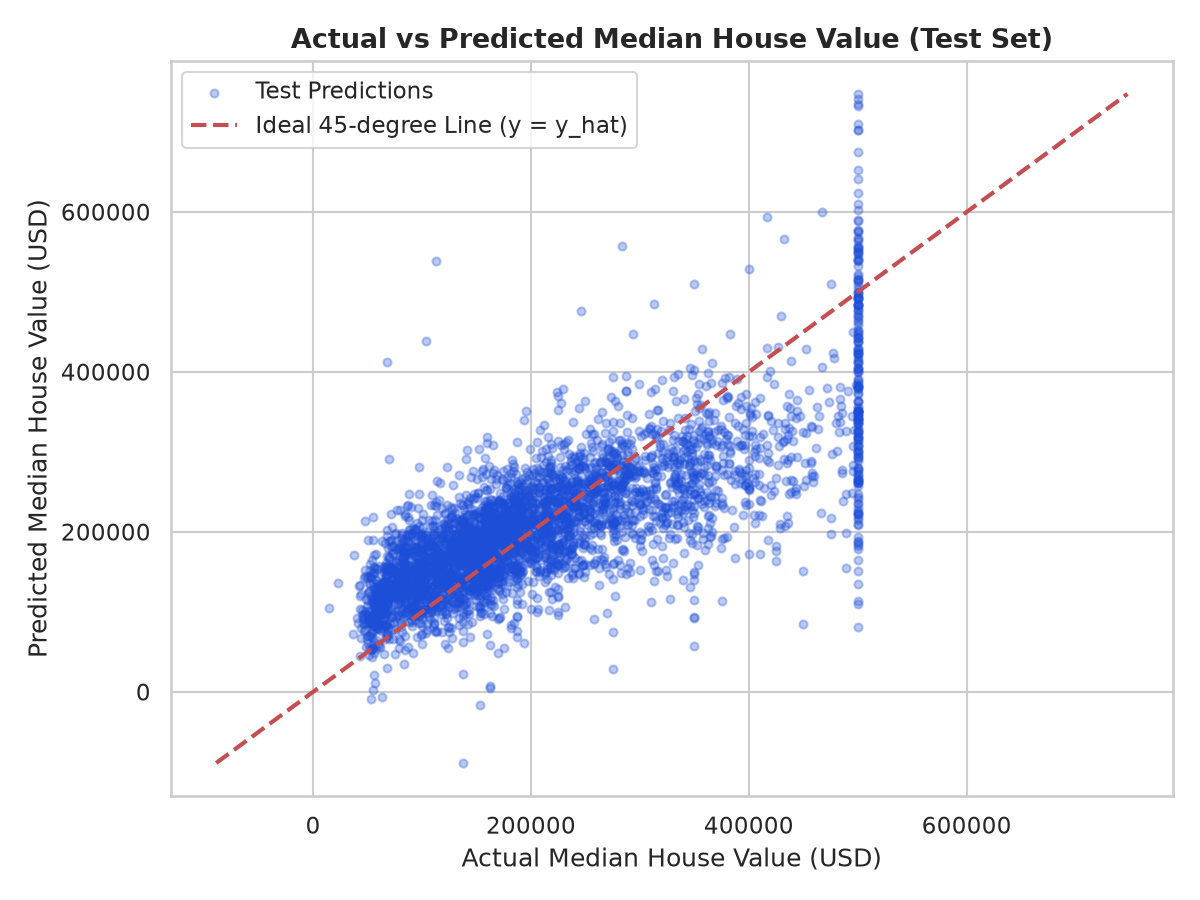 Actual vs Predicted Median House Value (Test Set)
Test Predictions
Ideal 45-degree Line (y = y_hat)
Predicted Median House Value (USD)
600000
400000
200000
0
0 200000 400000 600000
Actual Median House Value (USD)